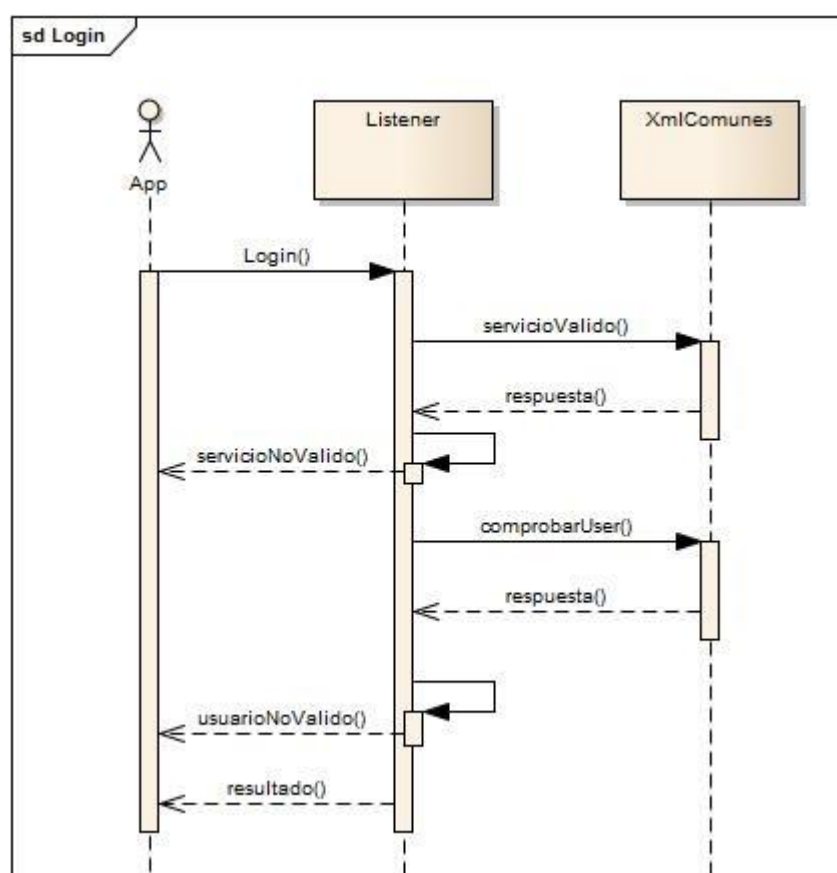 sd Login
App
Listener
XmlComunes
Login()
servicioValido()
respuesta()
servicioNoValido()
comprobarUser()
respuesta()
usuarioNoValido()
resultado()